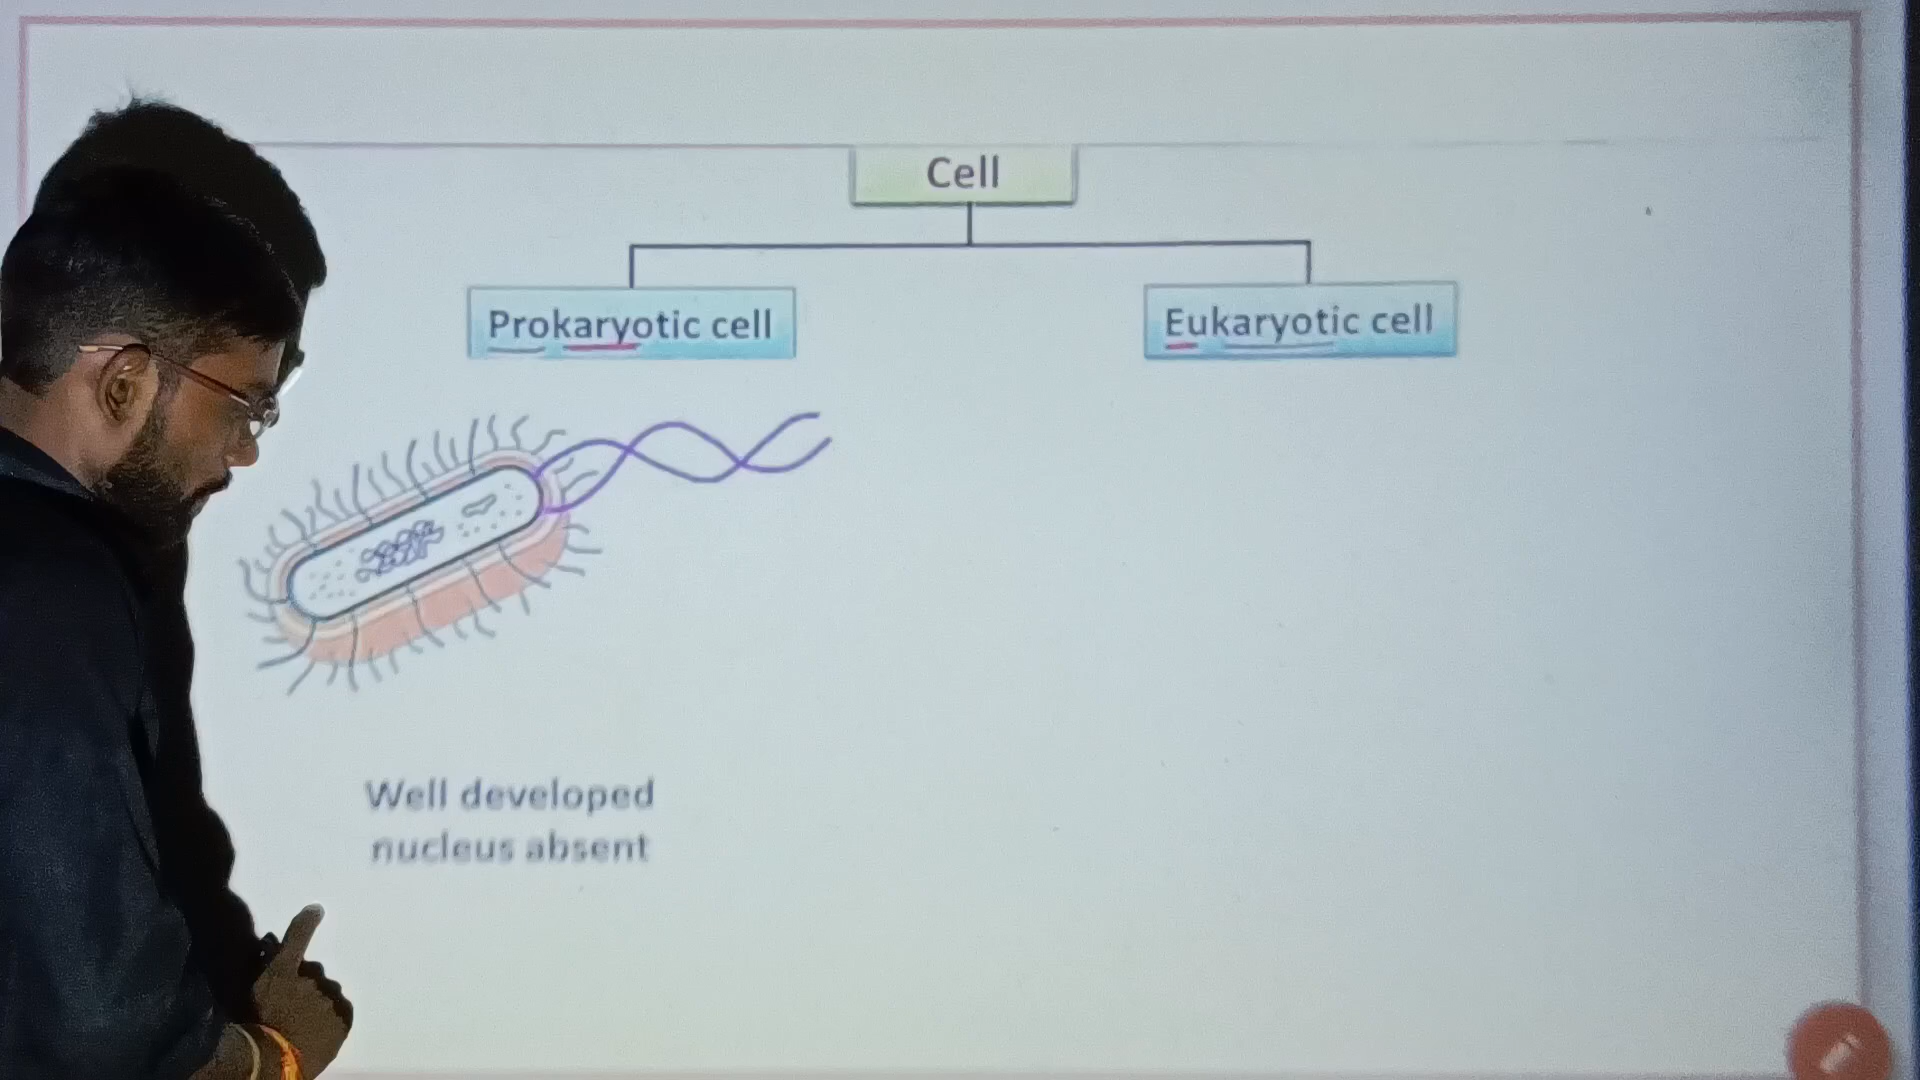 Cell
Prokaryotic cell
Eukaryotic cell
Well developed
nucleus absent